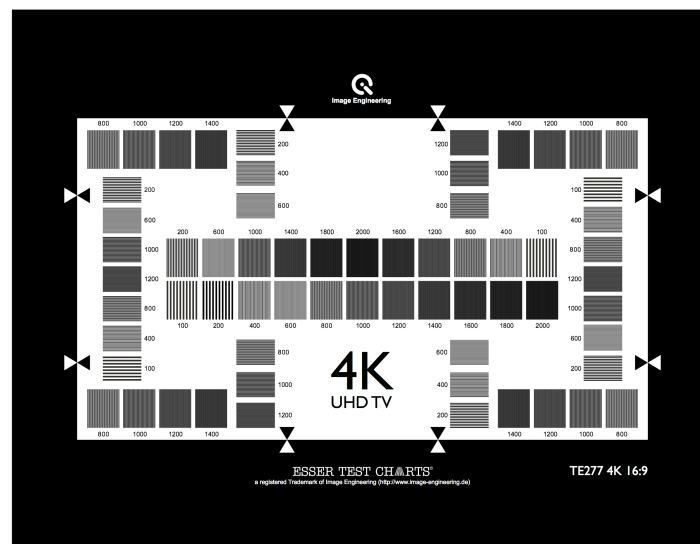 Image Engineering
800 1000 1200 1400
1400 1200 1000 800
200
400
600
1200
1000
800
200
600
1000
1200
800
400
100
100
400
800
1200
1000
600
200
200 600 1000 1400 1800 2000 1600 1200 800 400 100
100 200 400 600 800 1000 1200 1400 1600 1800 2000
800
1000
1200
4K
UHD TV
600
400
200
800 1000 1200 1400
1400 1200 1000 800
ESSER TEST CHARTS®
a registered Trademark of Image Engineering (http://www.image-engineering.de)
TE277 4K 16:9